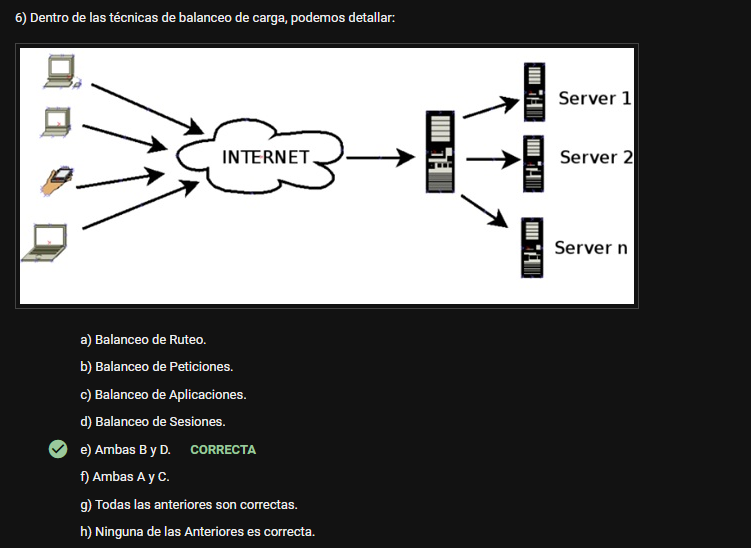 6) Dentro de las técnicas de balanceo de carga, podemos detallar:
Server 1
INTERNET
Server 2
Server n
a) Balanceo de Ruteo.
b) Balanceo de Peticiones.
c) Balanceo de Aplicaciones.
d) Balanceo de Sesiones.
e) Ambas B y D. CORRECTA
f) Ambas A y C.
g) Todas las anteriores son correctas.
h) Ninguna de las Anteriores es correcta.